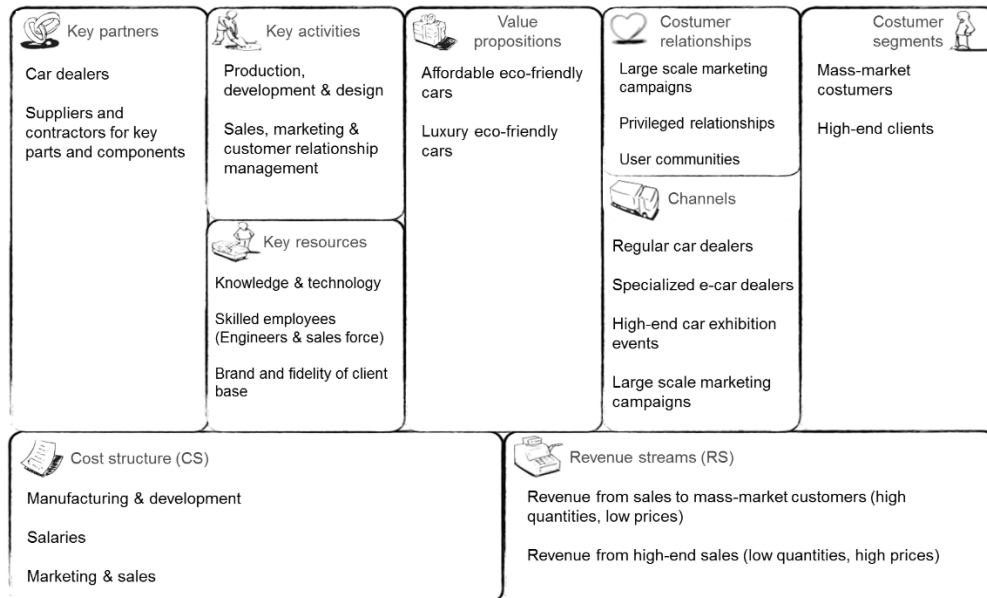 Key partners
Car dealers
Suppliers and
contractors for key
parts and components
Key activities
Production,
development & design
Sales, marketing &
customer relationship
management
Key resources
Knowledge & technology
Skilled employees
(Engineers & sales force)
Brand and fidelity of client
base
Value
propositions
Affordable eco-friendly
cars
Luxury eco-friendly
cars
Costumer
relationships
Large scale marketing
campaigns
Privileged relationships
User communities
Channels
Regular car dealers
Specialized e-car dealers
High-end car exhibition
events
Large scale marketing
campaigns
Costumer
segments
Mass-market
costumers
High-end clients
Cost structure (CS)
Manufacturing & development
Salaries
Marketing & sales
Revenue streams (RS)
Revenue from sales to mass-market customers (high
quantities, low prices)
Revenue from high-end sales (low quantities, high prices)